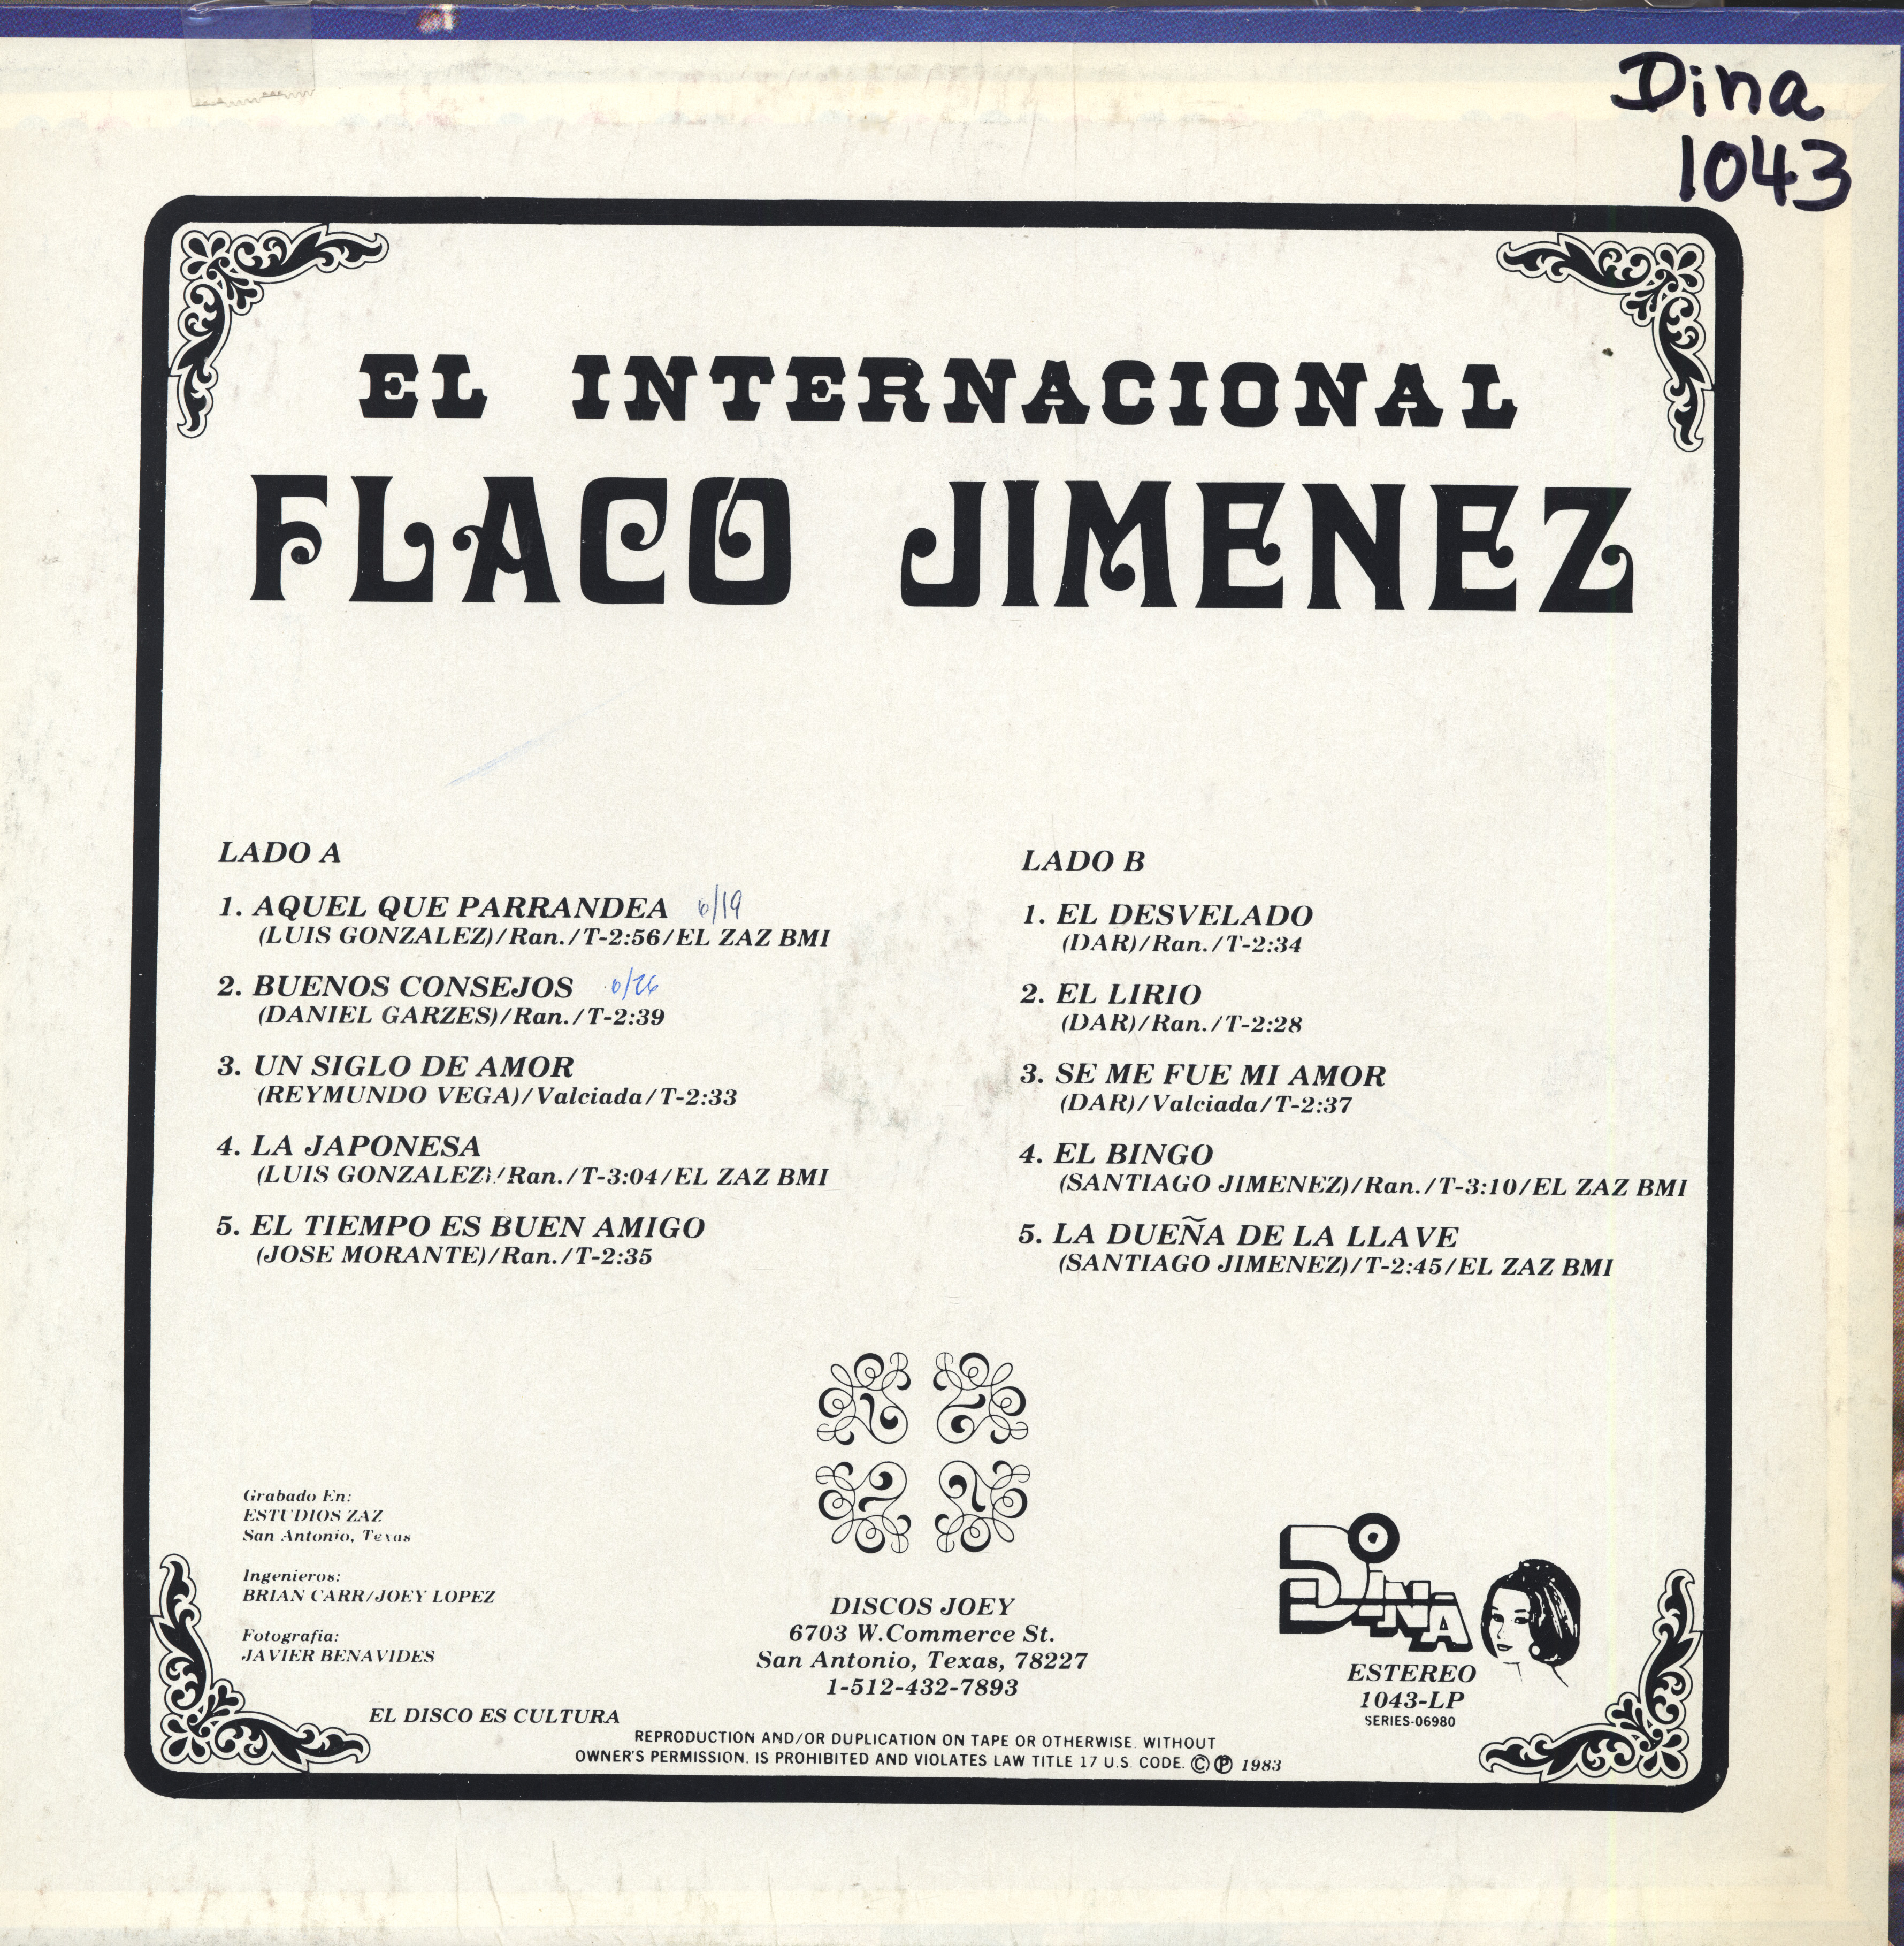 Dina
1043
EL INTERNACIONAL
FLACO JIMENEZ
LADO A
1. AQUEL QUE PARRANDEA 6/19
(LUIS GONZALEZ)/Ran./T-2:56/EL ZAZ BMI
2. BUENOS CONSEJOS 6/26
(DANIEL GARZES)/Ran./T-2:39
3. UN SIGLO DE AMOR
(REYMUNDO VEGA)/Valciada/T-2:33
4. LA JAPONESA
(LUIS GONZALEZ)/Ran./T-3:04/EL ZAZ BMI
5. EL TIEMPO ES BUEN AMIGO
(JOSE MORANTE)/Ran./T-2:35
LADO B
1. EL DESVELADO
(DAR)/Ran./T-2:34
2. EL LIRIO
(DAR)/Ran./T-2:28
3. SE ME FUE MI AMOR
(DAR)/Valciada/T-2:37
4. EL BINGO
(SANTIAGO JIMENEZ)/Ran./T-3:10/EL ZAZ BMI
5. LA DUEÑA DE LA LLAVE
(SANTIAGO JIMENEZ)/T-2:45/EL ZAZ BMI
Grabado En:
ESTUDIOS ZAZ
San Antonio, Texas
Ingenieros:
BRIAN CARR/JOEY LOPEZ
Fotografia:
JAVIER BENAVIDES
EL DISCO ES CULTURA
DISCOS JOEY
6703 W.Commerce St.
San Antonio, Texas, 78227
1-512-432-7893
DINA
ESTEREO
1043-LP
SERIES-06980
REPRODUCTION AND/OR DUPLICATION ON TAPE OR OTHERWISE, WITHOUT
OWNER'S PERMISSION, IS PROHIBITED AND VIOLATES LAW TITLE 17 U.S. CODE. Ⓒ Ⓟ 1983